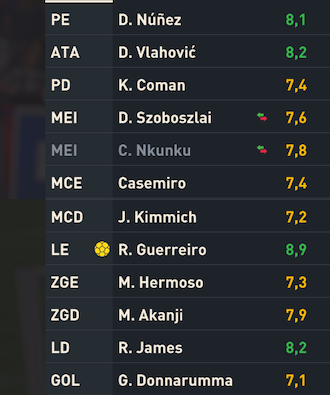 PE D. Núñez 8,1
ATA D. Vlahović 8,2
PD K. Coman 7,4
MEI D. Szoboszlai 7,6
MEI C. Nkunku 7,8
MCE Casemiro 7,4
MCD J. Kimmich 7,2
LE R. Guerreiro 8,9
ZGE M. Hermoso 7,3
ZGD M. Akanji 7,9
LD R. James 8,2
GOL G. Donnarumma 7,1